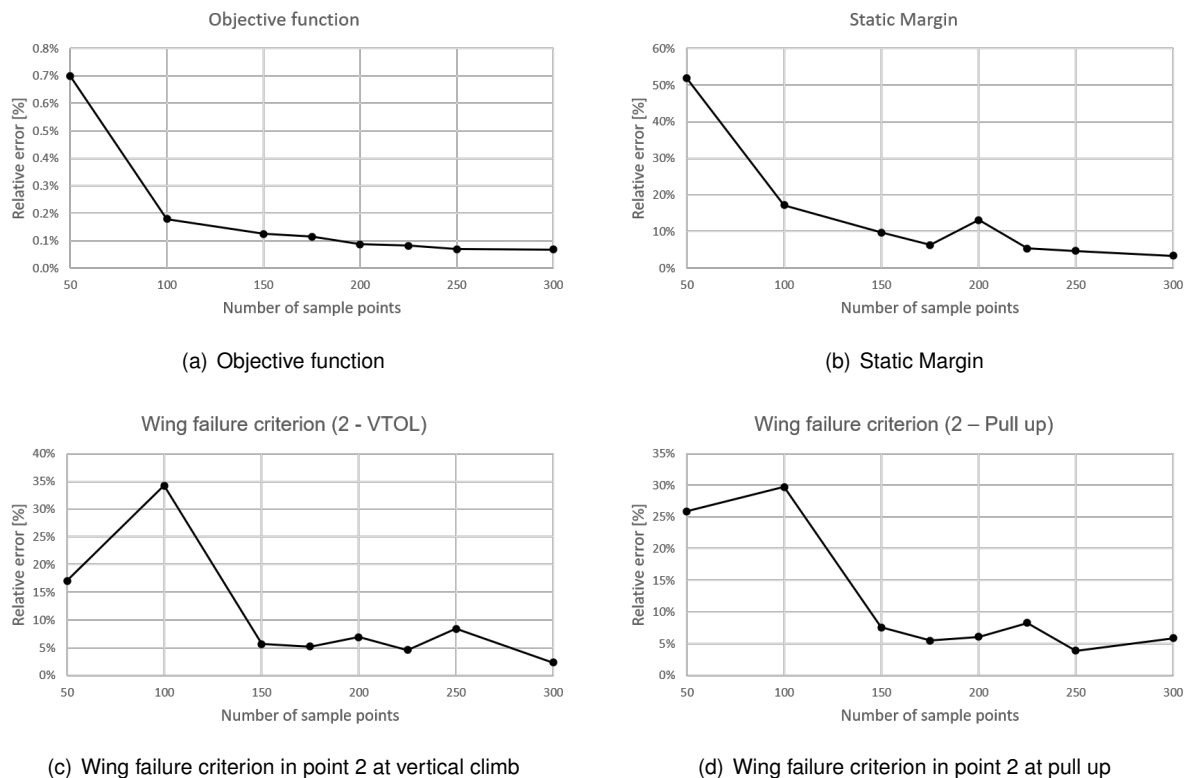 Objective function
Relative error [%]
0.8%
0.7%
0.6%
0.5%
0.4%
0.3%
0.2%
0.1%
0.0%
50 100 150 200 250 300
Number of sample points
(a) Objective function
Static Margin
Relative error [%]
60%
50%
40%
30%
20%
10%
0%
50 100 150 200 250 300
Number of sample points
(b) Static Margin
Wing failure criterion (2 - VTOL)
Relative error [%]
40%
35%
30%
25%
20%
15%
10%
5%
0%
50 100 150 200 250 300
Number of sample points
(c) Wing failure criterion in point 2 at vertical climb
Wing failure criterion (2 – Pull up)
Relative error [%]
35%
30%
25%
20%
15%
10%
5%
0%
50 100 150 200 250 300
Number of sample points
(d) Wing failure criterion in point 2 at pull up